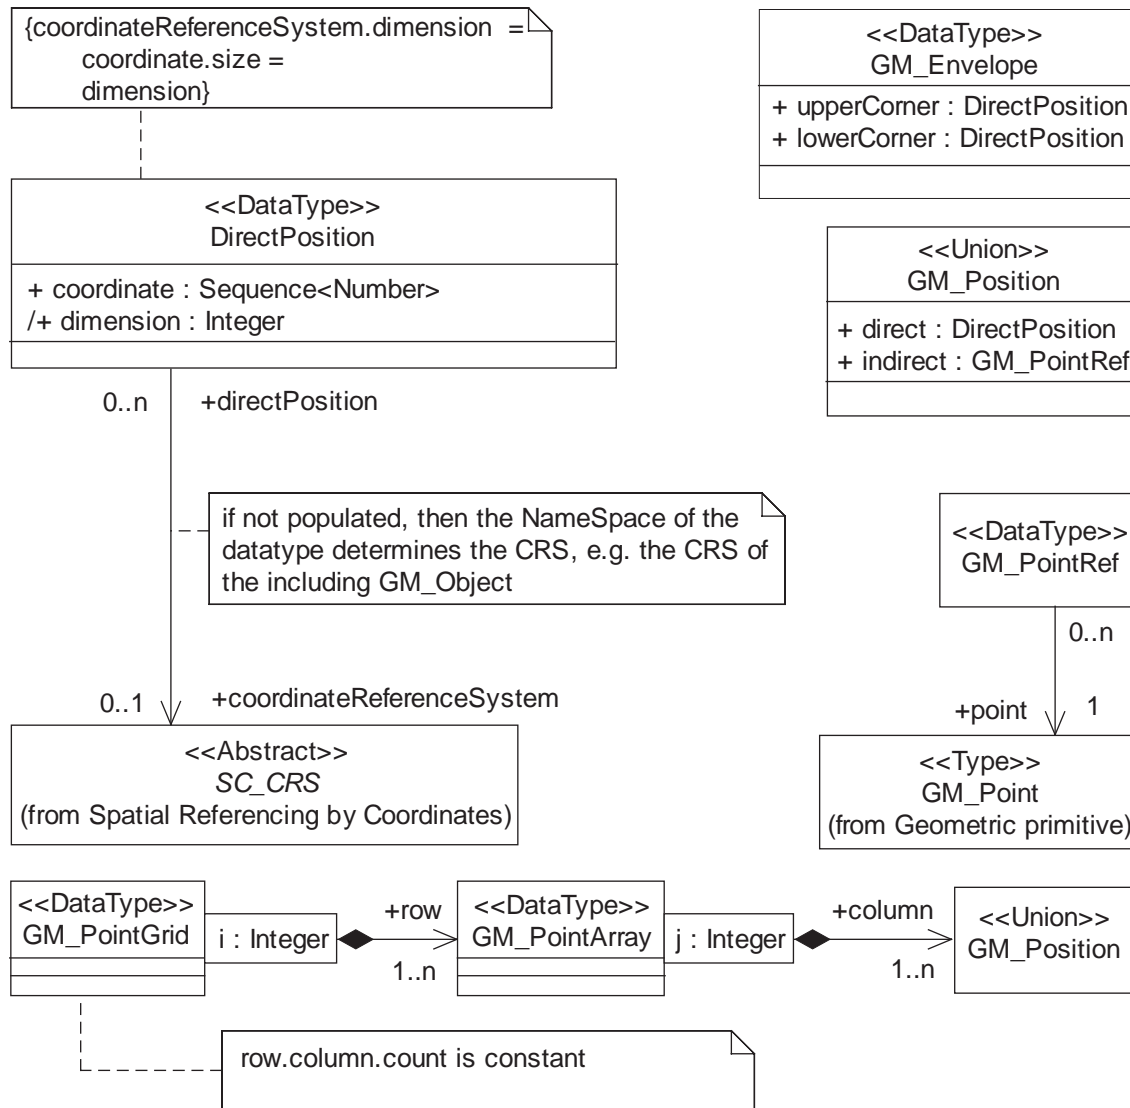 {coordinateReferenceSystem.dimension =
coordinate.size =
dimension}
<<DataType>>
GM_Envelope
+ upperCorner : DirectPosition
+ lowerCorner : DirectPosition
<<DataType>>
DirectPosition
+ coordinate : Sequence<Number>
/+ dimension : Integer
<<Union>>
GM_Position
+ direct : DirectPosition
+ indirect : GM_PointRef
0..n
+directPosition
if not populated, then the NameSpace of the
datatype determines the CRS, e.g. the CRS of
the including GM_Object
<<DataType>>
GM_PointRef
0..n
0..1
+coordinateReferenceSystem
+point
1
<<Abstract>>
SC_CRS
(from Spatial Referencing by Coordinates)
<<Type>>
GM_Point
(from Geometric primitive)
<<DataType>>
GM_PointGrid
i : Integer
+row
1..n
<<DataType>>
GM_PointArray
j : Integer
+column
1..n
<<Union>>
GM_Position
row.column.count is constant